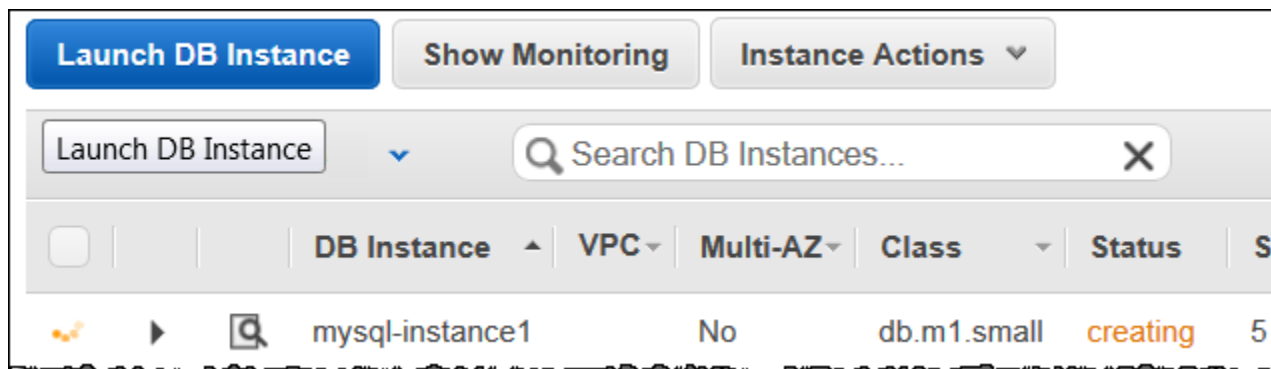 Launch DB Instance Show Monitoring Instance Actions
Launch DB Instance Search DB Instances...
DB Instance VPC Multi-AZ Class Status S
mysql-instance1 No db.m1.small creating 5